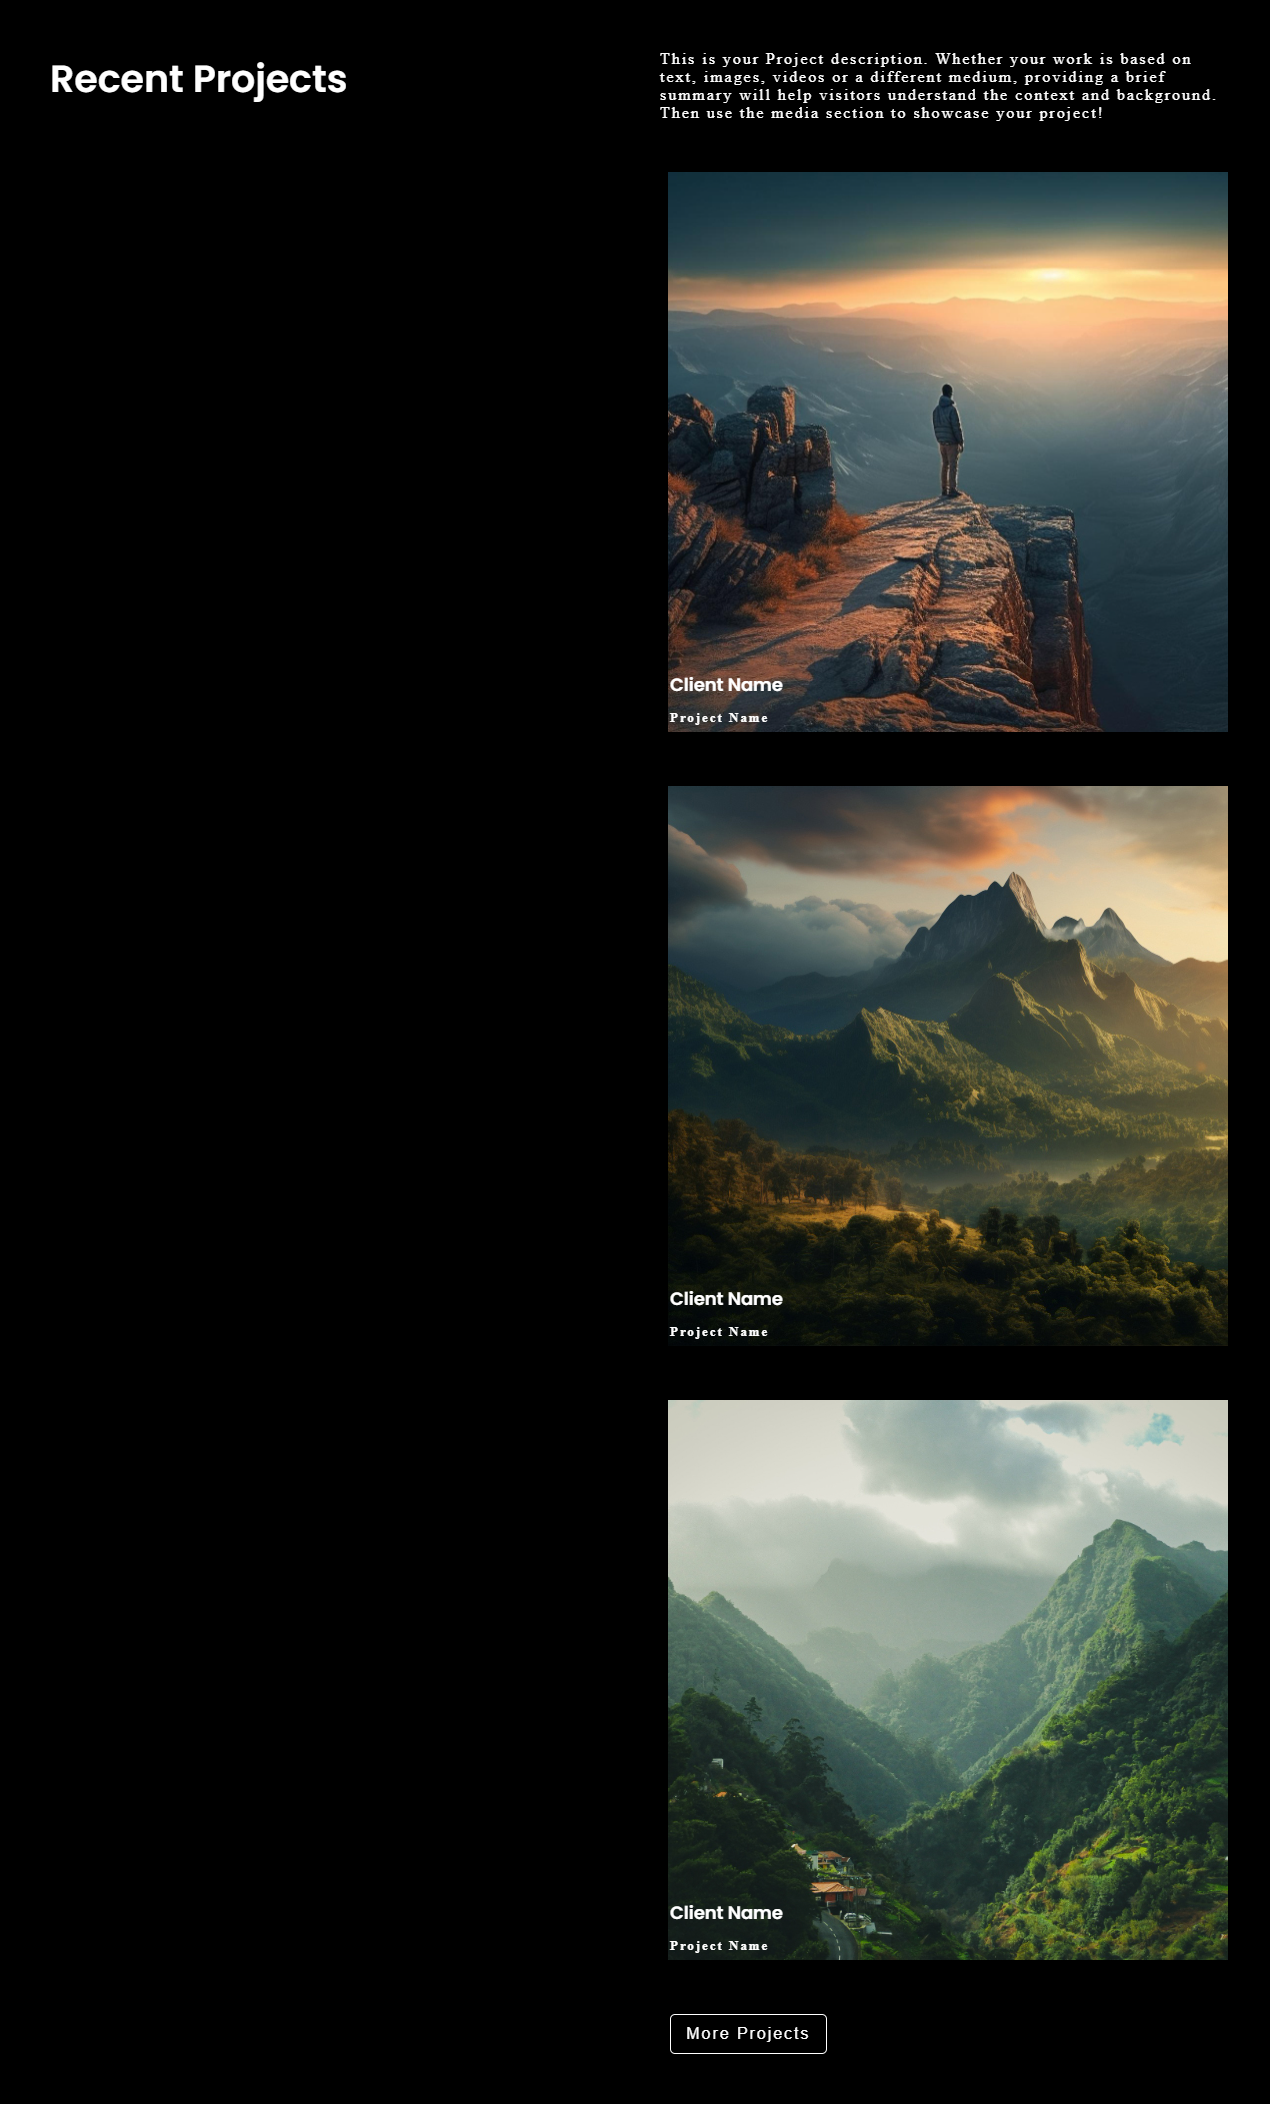 Recent Projects
This is your Project description. Whether your work is based on
text, images, videos or a different medium, providing a brief
summary will help visitors understand the context and background.
Then use the media section to showcase your project!
Client Name
Project Name
Client Name
Project Name
Client Name
Project Name
More Projects